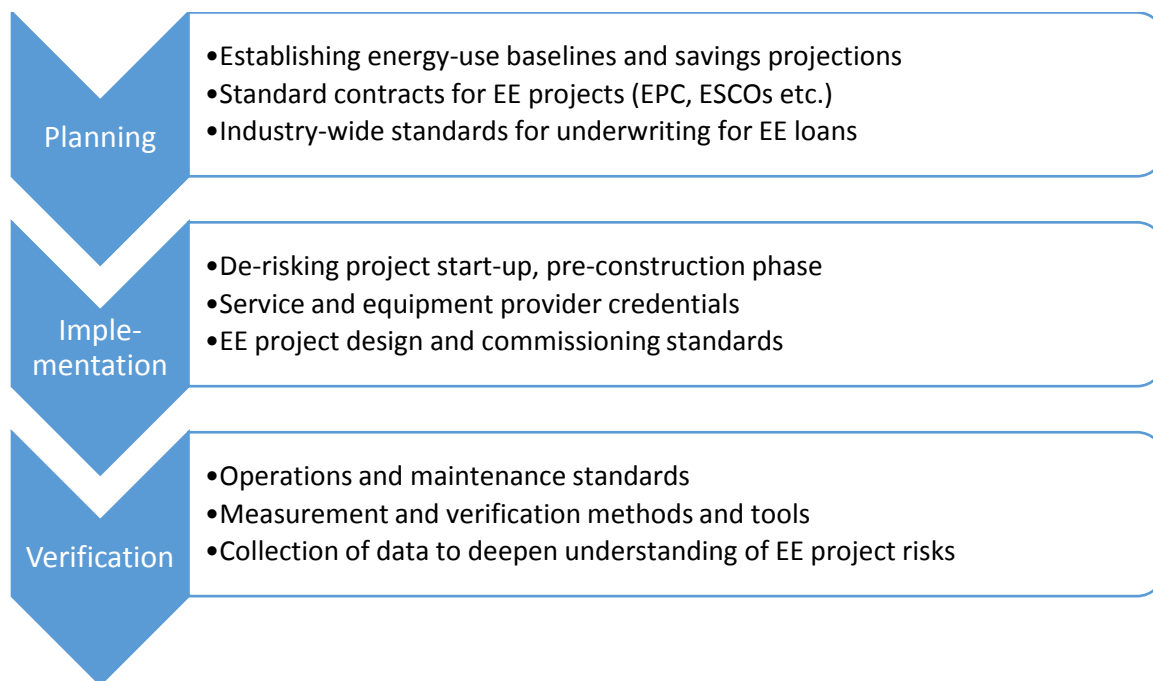 Planning
•Establishing energy-use baselines and savings projections
•Standard contracts for EE projects (EPC, ESCOs etc.)
•Industry-wide standards for underwriting for EE loans
Imple-
mentation
•De-risking project start-up, pre-construction phase
•Service and equipment provider credentials
•EE project design and commissioning standards
Verification
•Operations and maintenance standards
•Measurement and verification methods and tools
•Collection of data to deepen understanding of EE project risks